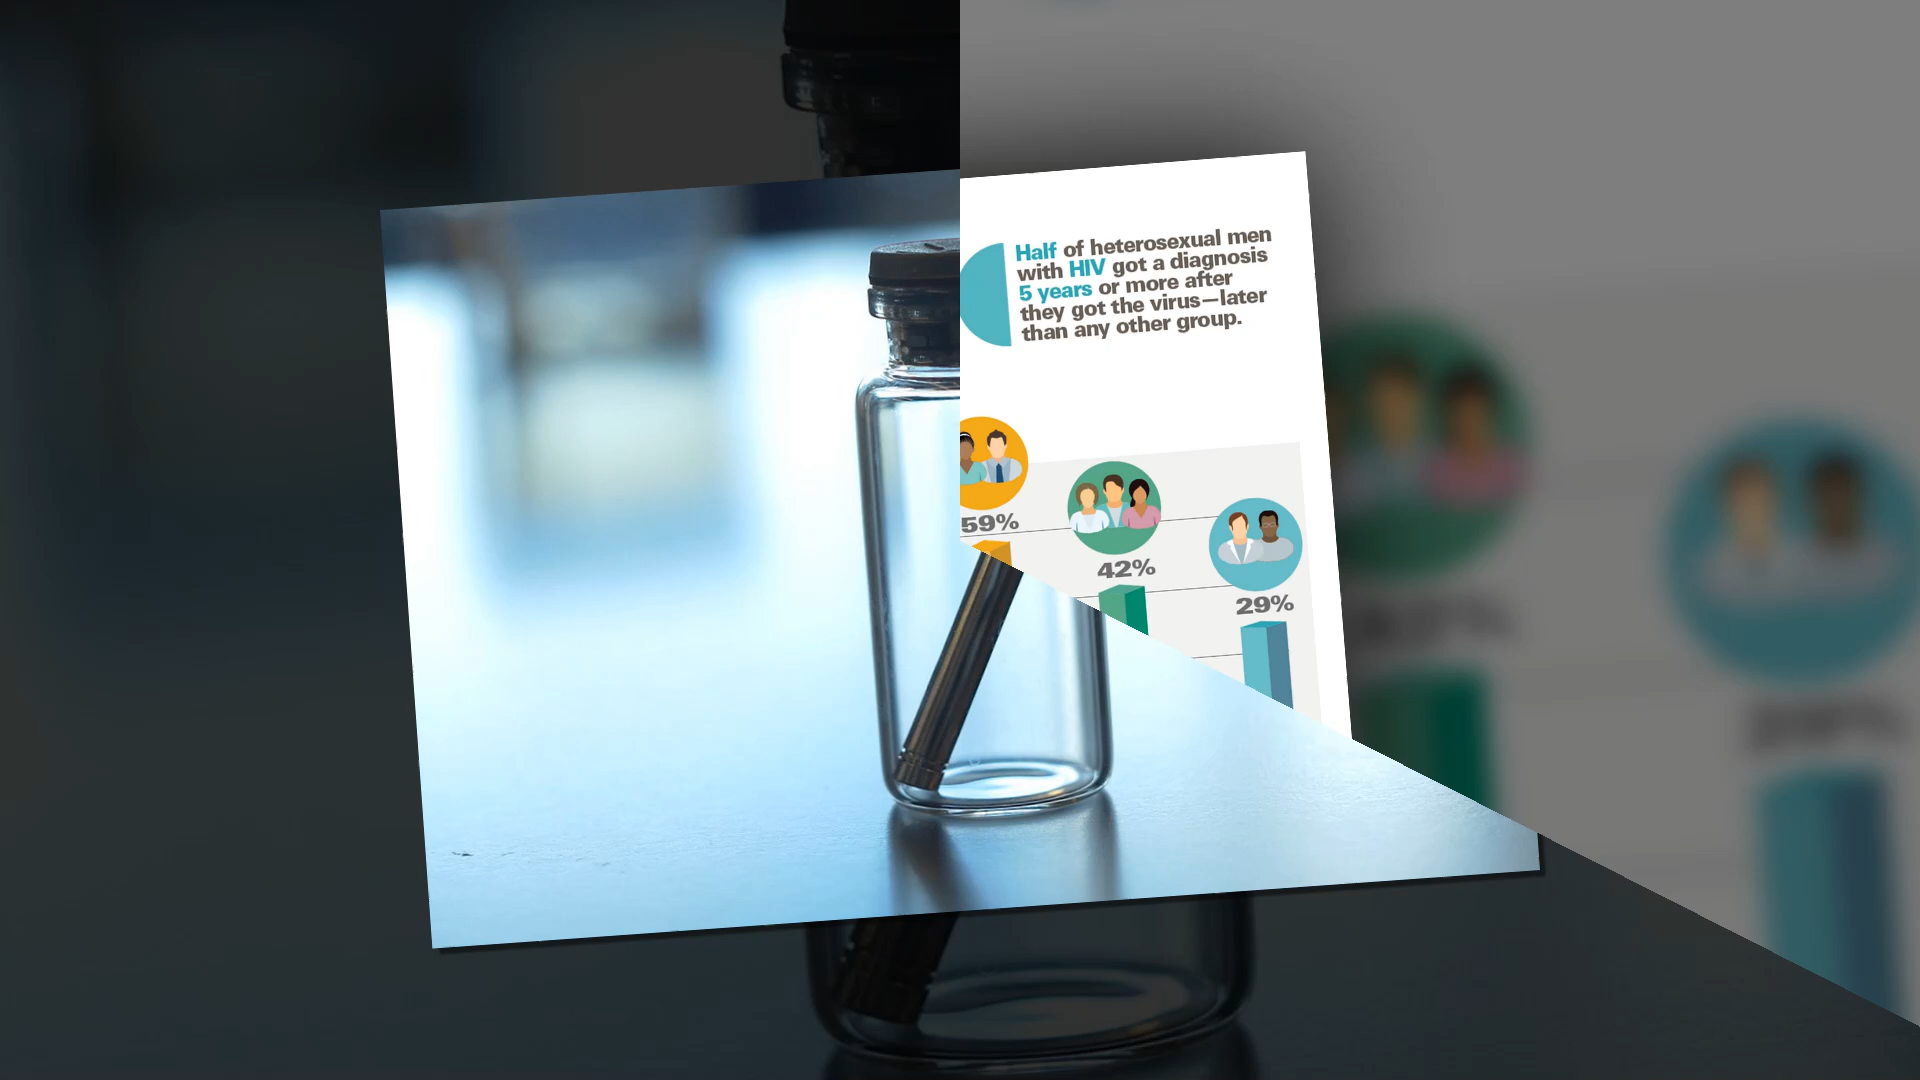 Half of heterosexual men
with HIV got a diagnosis
5 years or more after
they got the virus—later
than any other group.
59%
42%
29%